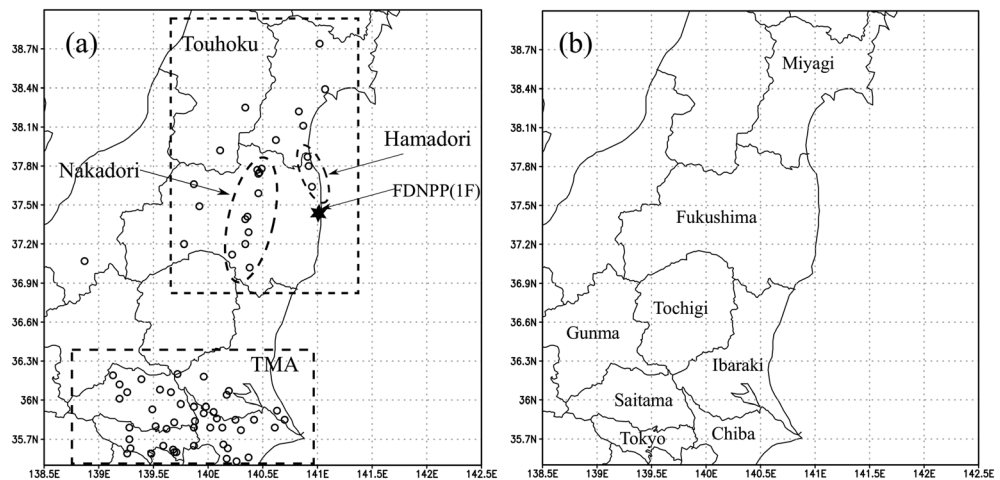 (a)
Touhoku
Hamadori
Nakadori
FDNPP(1F)
TMA
38.7N
38.4N
38.1N
37.8N
37.5N
37.2N
36.9N
36.6N
36.3N
36N
35.7N
138.5E 139E 139.5E 140E 140.5E 141E 141.5E 142E 142.5E
(b)
Miyagi
Fukushima
Tochigi
Gunma
Ibaraki
Saitama
Tokyo
Chiba
38.7N
38.4N
38.1N
37.8N
37.5N
37.2N
36.9N
36.6N
36.3N
36N
35.7N
138.5E 139E 139.5E 140E 140.5E 141E 141.5E 142E 142.5E